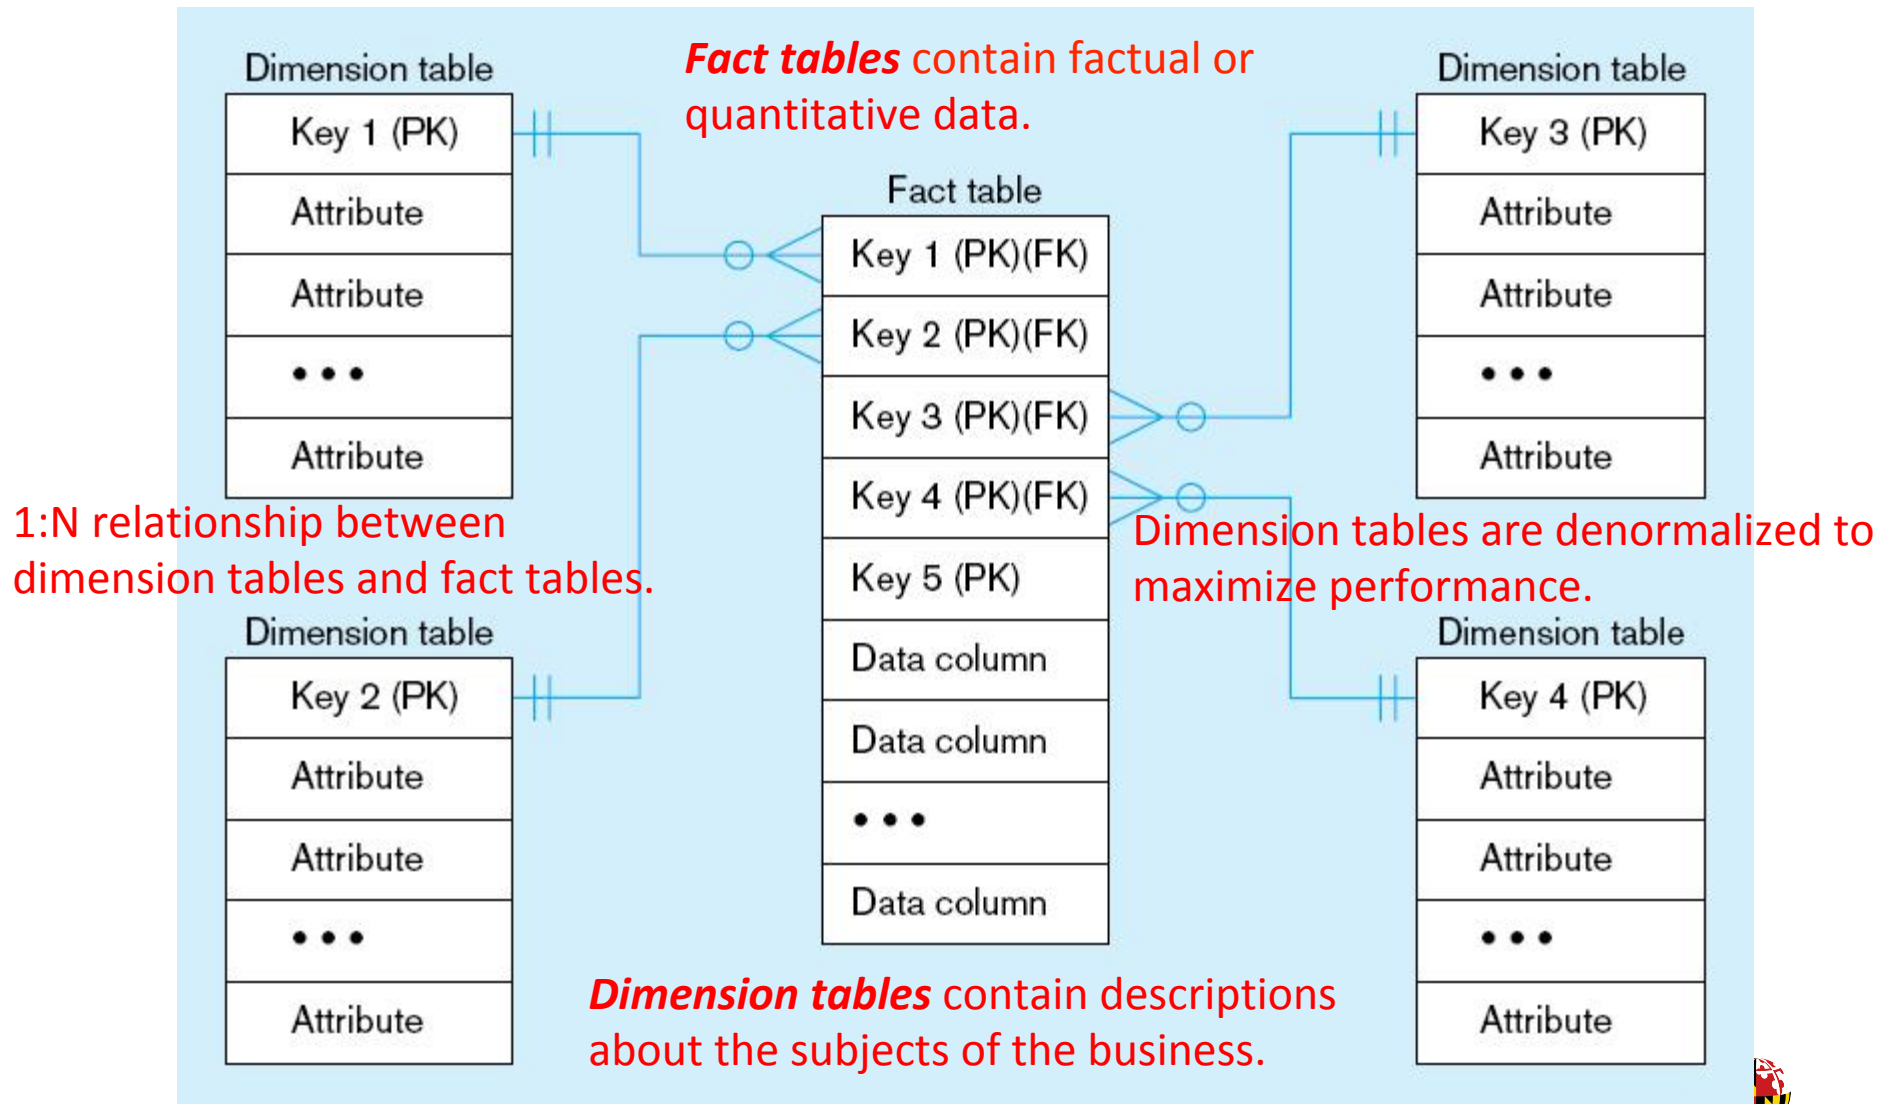 Fact tables contain factual or
quantitative data.
Dimension table
Key 1 (PK)
Attribute
Attribute
• • •
Attribute
1:N relationship between
dimension tables and fact tables.
Dimension table
Key 2 (PK)
Attribute
Attribute
• • •
Attribute
Fact table
Key 1 (PK)(FK)
Key 2 (PK)(FK)
Key 3 (PK)(FK)
Key 4 (PK)(FK)
Key 5 (PK)
Data column
Data column
• • •
Data column
Dimension table
Key 3 (PK)
Attribute
Attribute
• • •
Attribute
Dimension tables are denormalized to
maximize performance.
Dimension table
Key 4 (PK)
Attribute
Attribute
• • •
Attribute
Dimension tables contain descriptions
about the subjects of the business.